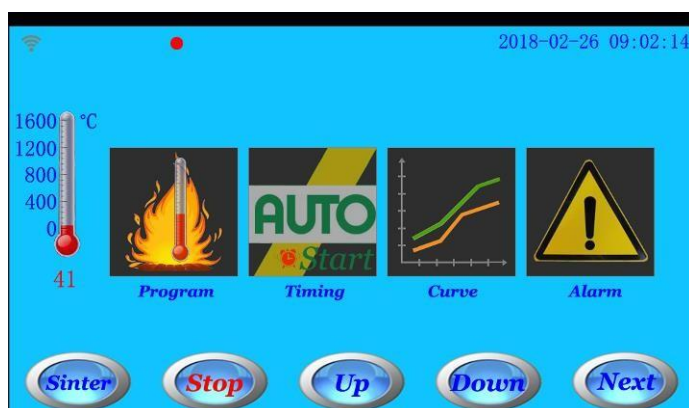 2018-02-26 09:02:14
1600 °C
1200
800
400
0
41
AUTO
Start
Program Timing Curve Alarm
Sinter Stop Up Down Next